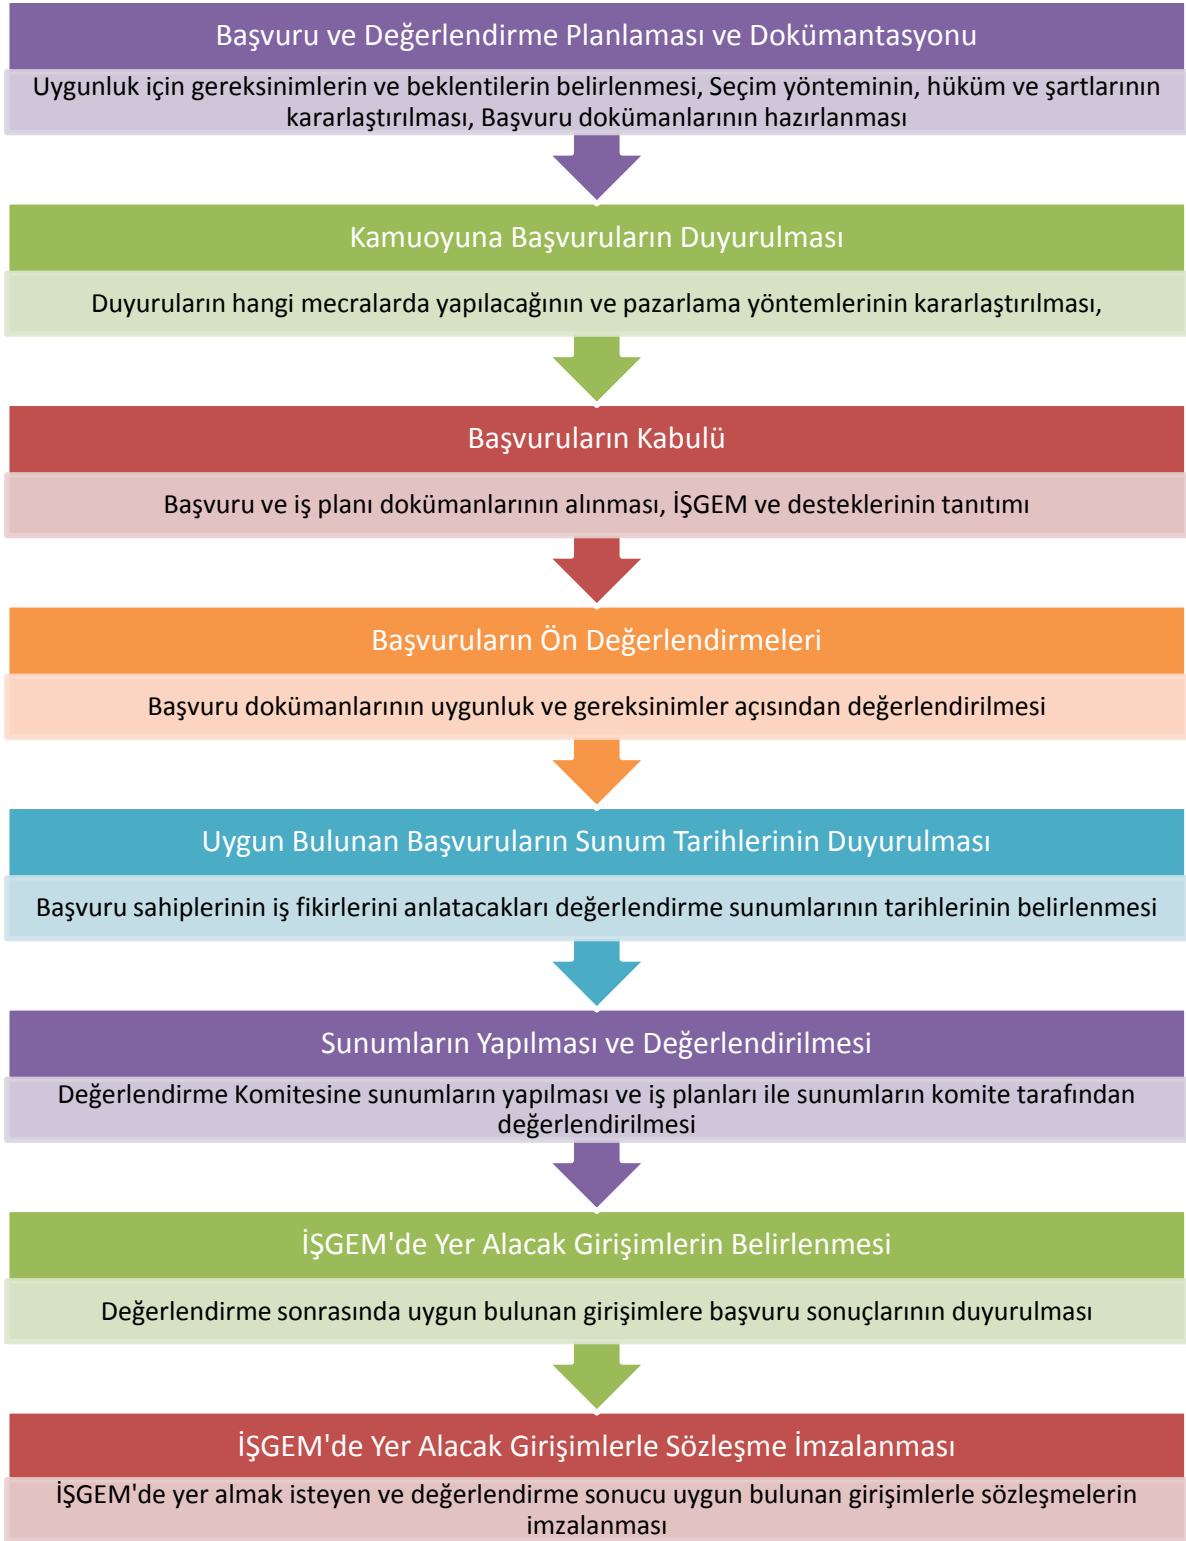 Başvuru ve Değerlendirme Planlaması ve Dokümantasyonu
Uygunluk için gereksinimlerin ve beklentilerin belirlenmesi, Seçim yönteminin, hüküm ve şartlarının
kararlaştırılması, Başvuru dokümanlarının hazırlanması
Kamuoyuna Başvuruların Duyurulması
Duyuruların hangi mecralarda yapılacağının ve pazarlama yöntemlerinin kararlaştırılması,
Başvuruların Kabulü
Başvuru ve iş planı dokümanlarının alınması, İŞGEM ve desteklerinin tanıtımı
Başvuruların Ön Değerlendirmeleri
Başvuru dokümanlarının uygunluk ve gereksinimler açısından değerlendirilmesi
Uygun Bulunan Başvuruların Sunum Tarihlerinin Duyurulması
Başvuru sahiplerinin iş fikirlerini anlatacakları değerlendirme sunumlarının tarihlerinin belirlenmesi
Sunumların Yapılması ve Değerlendirilmesi
Değerlendirme Komitesine sunumların yapılması ve iş planları ile sunumların komite tarafından
değerlendirilmesi
İŞGEM'de Yer Alacak Girişimlerin Belirlenmesi
Değerlendirme sonrasında uygun bulunan girişimlere başvuru sonuçlarının duyurulması
İŞGEM'de Yer Alacak Girişimlerle Sözleşme İmzalanması
İŞGEM'de yer almak isteyen ve değerlendirme sonucu uygun bulunan girişimlerle sözleşmelerin
imzalanması